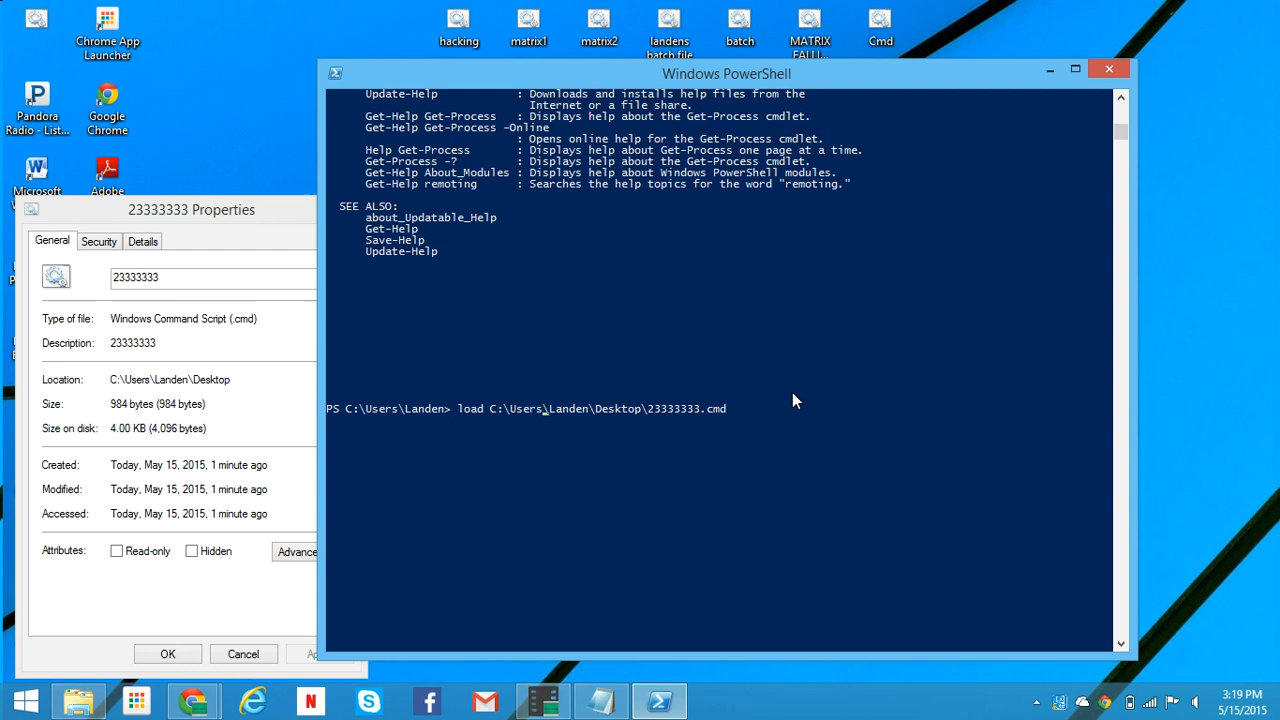 Chrome App
Launcher
hacking
matrix1
matrix2
landens
batch file
batch
MATRIX
FALLI...
Cmd
Pandora
Radio - List...
Google
Chrome
Microsoft
Adobe
Windows PowerShell
Update-Help : Downloads and installs help files from the
Internet or a file share.
Get-Help Get-Process : Displays help about the Get-Process cmdlet.
Get-Help Get-Process -Online
: Opens online help for the Get-Process cmdlet.
Help Get-Process : Displays help about Get-Process one page at a time.
Get-Process -? : Displays help about the Get-Process cmdlet.
Get-Help About_Modules : Displays help about Windows PowerShell modules.
Get-Help remoting : Searches the help topics for the word "remoting."
SEE ALSO:
about_Updatable_Help
Get-Help
Save-Help
Update-Help
PS C:\Users\Landen> load C:\Users\Landen\Desktop\23333333.cmd
23333333 Properties
General Security Details
23333333
Type of file: Windows Command Script (.cmd)
Description: 23333333
Location: C:\Users\Landen\Desktop
Size: 984 bytes (984 bytes)
Size on disk: 4.00 KB (4,096 bytes)
Created: Today, May 15, 2015, 1 minute ago
Modified: Today, May 15, 2015, 1 minute ago
Accessed: Today, May 15, 2015, 1 minute ago
Attributes: Read-only Hidden Advance
OK Cancel Ap
3:19 PM
5/15/2015